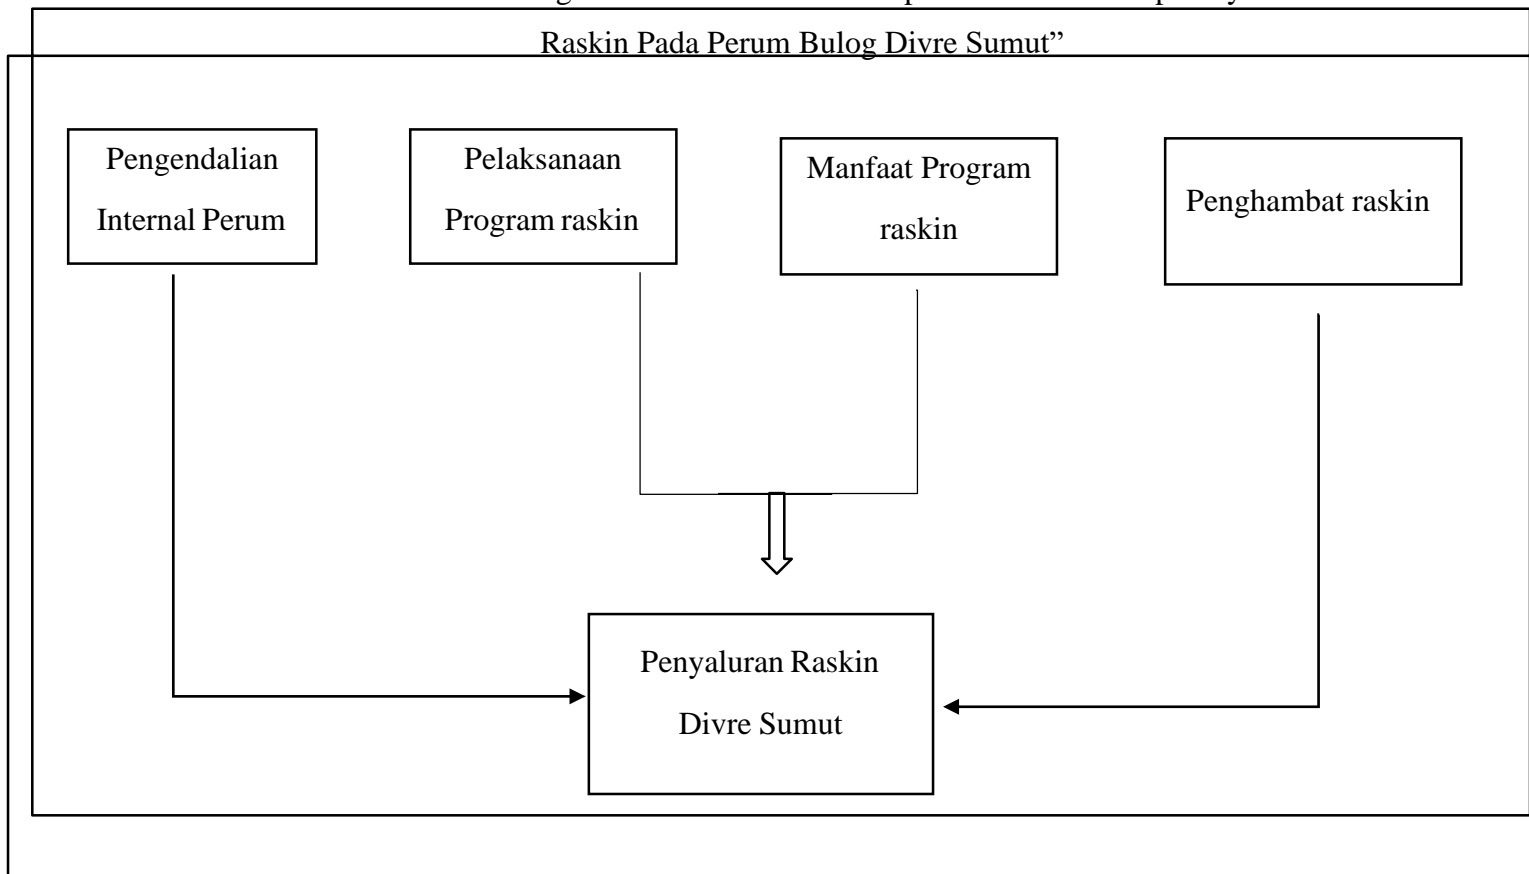 Raskin Pada Perum Bulog Divre Sumut”
Pengendalian
Internal Perum
Pelaksanaan
Program raskin
Manfaat Program
raskin
Penghambat raskin
Penyaluran Raskin
Divre Sumut